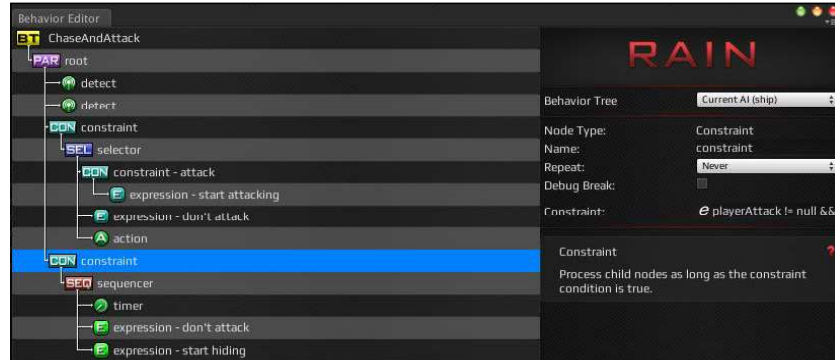 Behavior Editor
BT ChaseAndAttack
PAR root
detect
detect
CON constraint
SEL selector
CON constraint - attack
E expression - start attacking
E expression - don't attack
A action
CON constraint
SEQ sequencer
timer
E expression - don't attack
E expression - start hiding
RAIN
Behavior Tree Current AI (ship)
Node Type: Constraint
Name: constraint
Repeat: Never
Debug Break:
Constraint: e playerAttack != null &&
Constraint ?
Process child nodes as long as the constraint
condition is true.